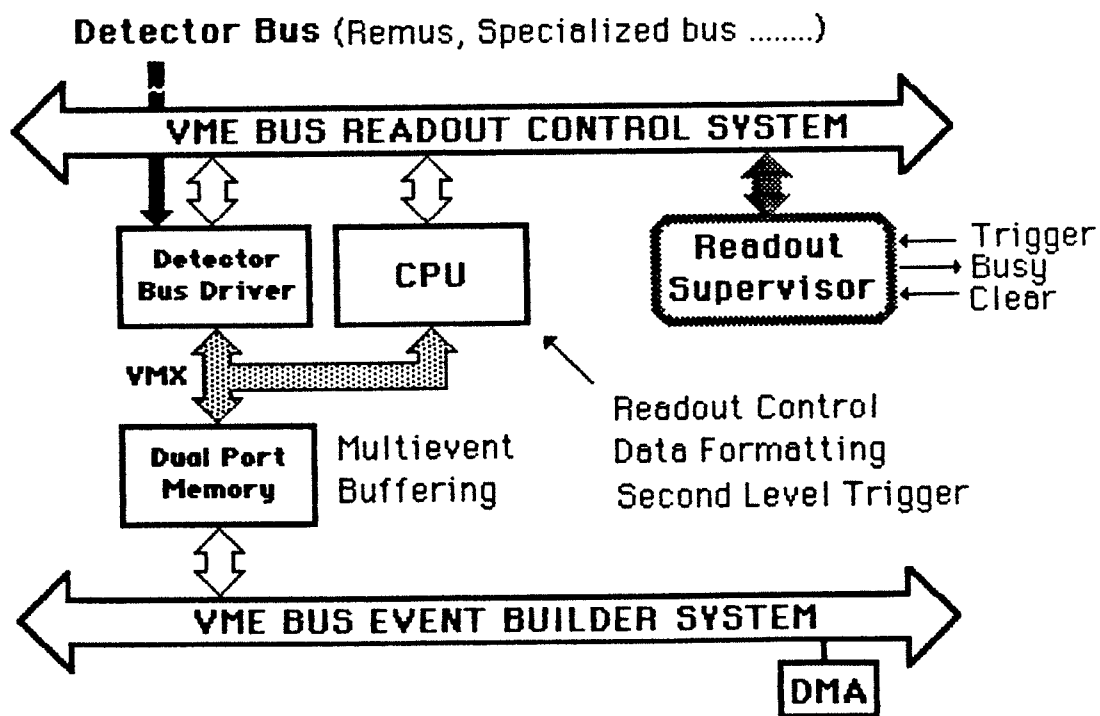 Detector Bus (Remus, Specialized bus ........)
VME BUS READOUT CONTROL SYSTEM
Detector
Bus Driver
CPU
Readout
Supervisor
Trigger
Busy
Clear
VMX
Readout Control
Data Formatting
Second Level Trigger
Dual Port
Memory
Multievent
Buffering
VME BUS EVENT BUILDER SYSTEM
DMA